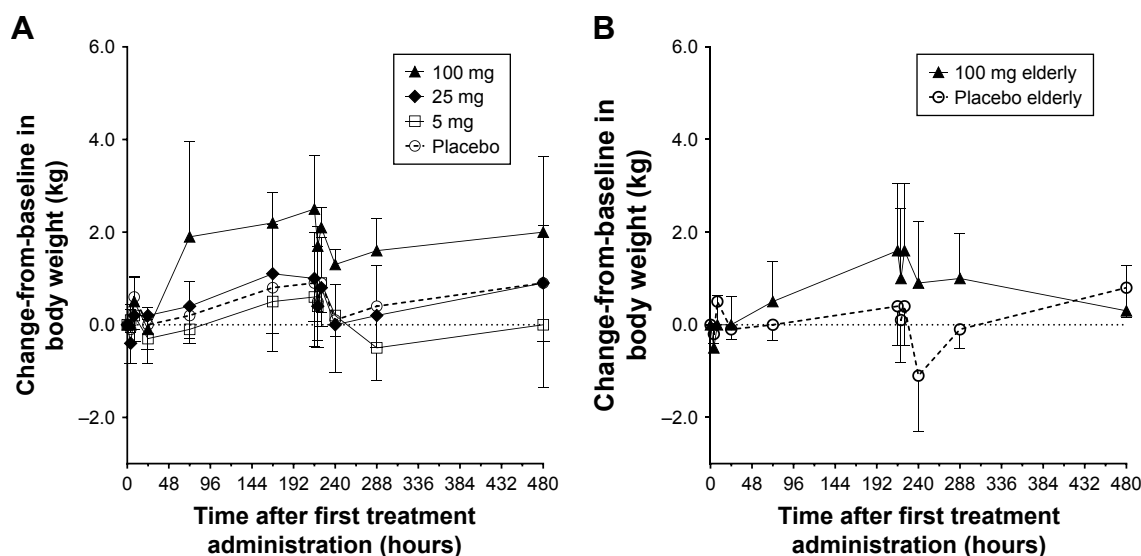 A
Change-from-baseline in
body weight (kg)
6.0
4.0
2.0
0.0
–2.0
100 mg
25 mg
5 mg
Placebo
0 48 96 144 192 240 288 336 384 432 480
Time after first treatment
administration (hours)
B
Change-from-baseline in
body weight (kg)
6.0
4.0
2.0
0.0
–2.0
100 mg elderly
Placebo elderly
0 48 96 144 192 240 288 336 384 432 480
Time after first treatment
administration (hours)